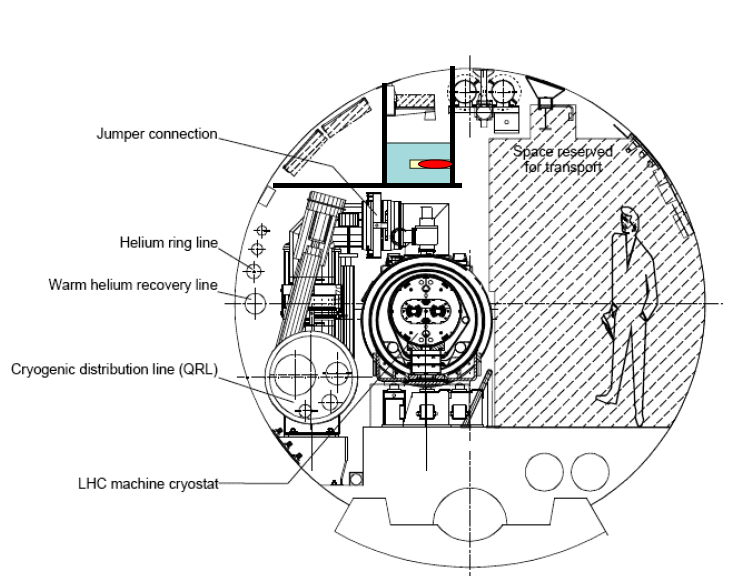 Jumper connection
Space reserved
for transport
Helium ring line
Warm helium recovery line
Cryogenic distribution line (QRL)
LHC machine cryostat